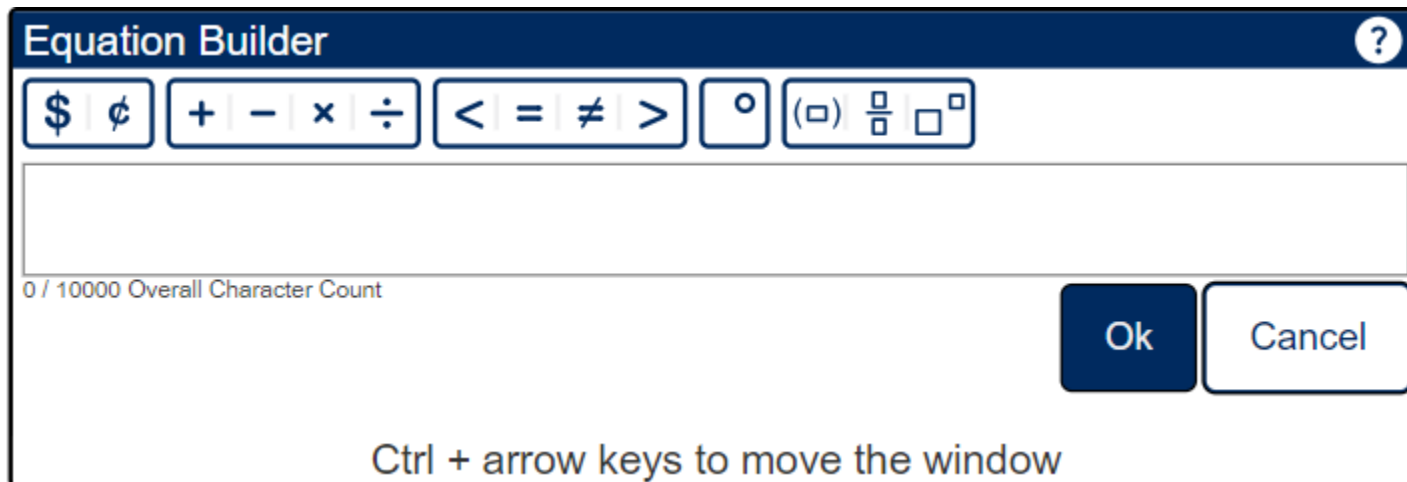 Equation Builder ?
$ ¢ + − × ÷ < = ≠ > ° (□) □/□ □^□
0 / 10000 Overall Character Count
Ok Cancel
Ctrl + arrow keys to move the window